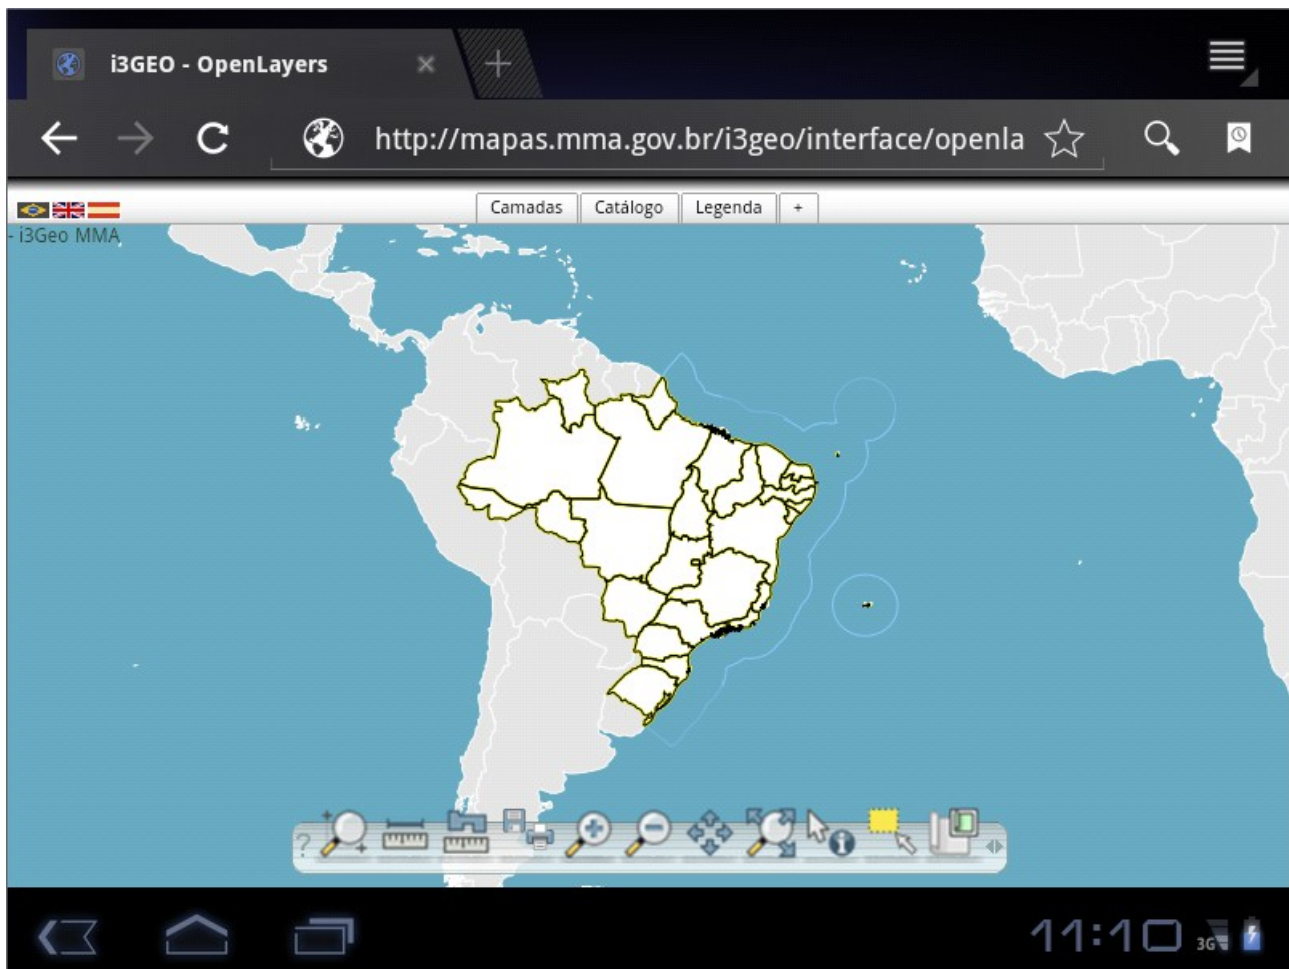 i3GEO - OpenLayers
http://mapas.mma.gov.br/i3geo/interface/openla
Camadas Catálogo Legenda +
- i3Geo MMA
?
11:10 3G